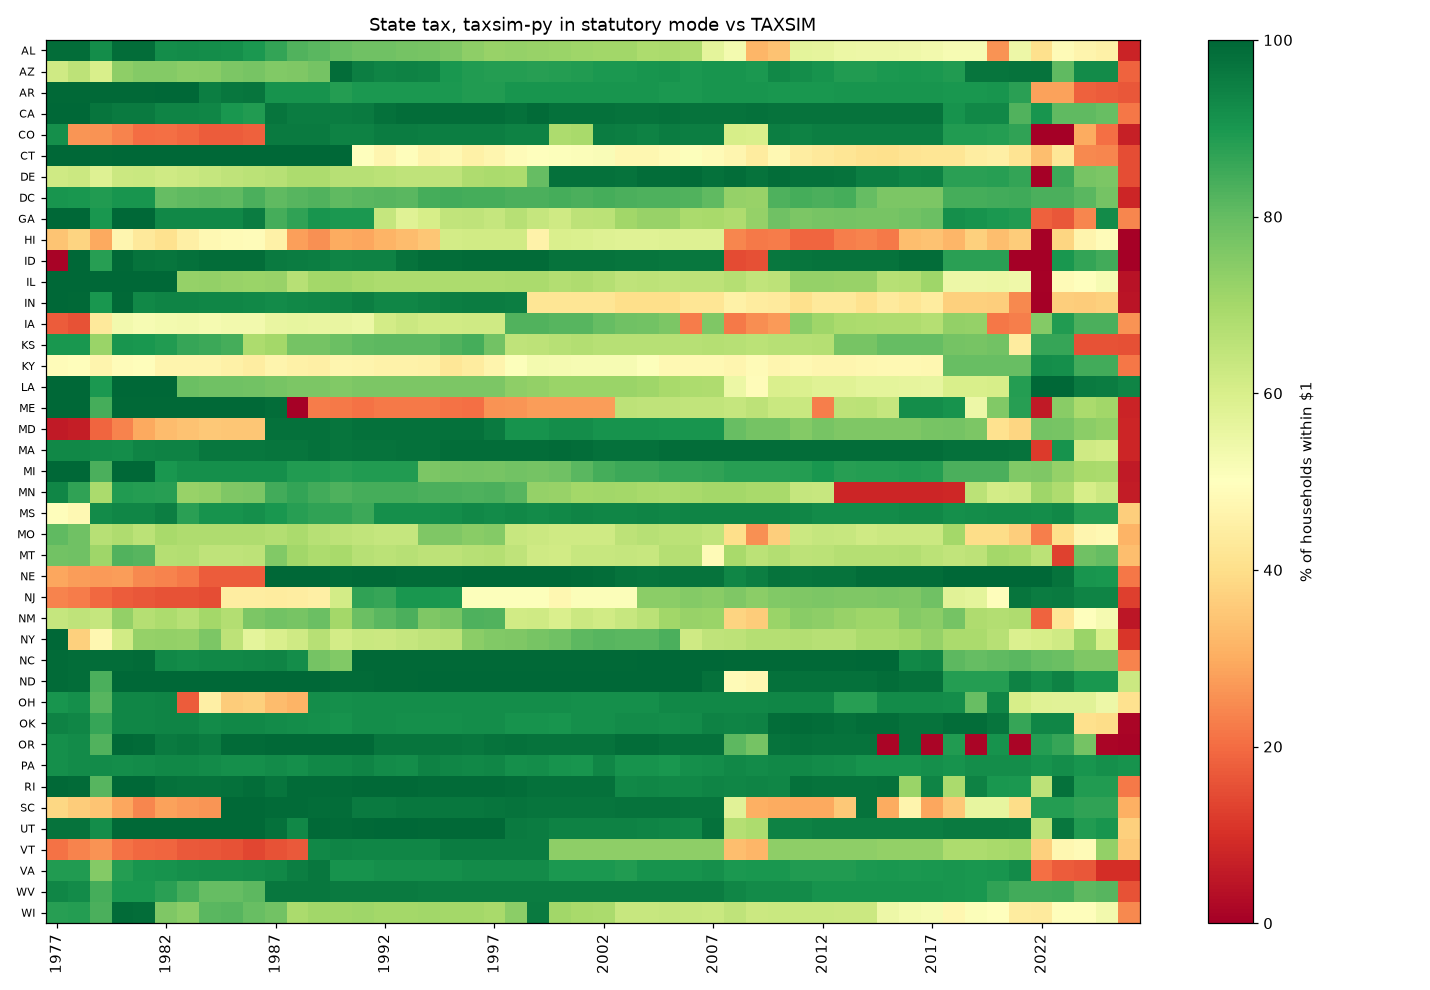 State tax, taxsim-py in statutory mode vs TAXSIM
AL
AZ
AR
CA
CO
CT
DE
DC
GA
HI
ID
IL
IN
IA
KS
KY
LA
ME
MD
MA
MI
MN
MS
MO
MT
NE
NJ
NM
NY
NC
ND
OH
OK
OR
PA
RI
SC
UT
VT
VA
WV
WI
1977
1982
1987
1992
1997
2002
2007
2012
2017
2022
100
80
60
40
20
0
% of households within $1